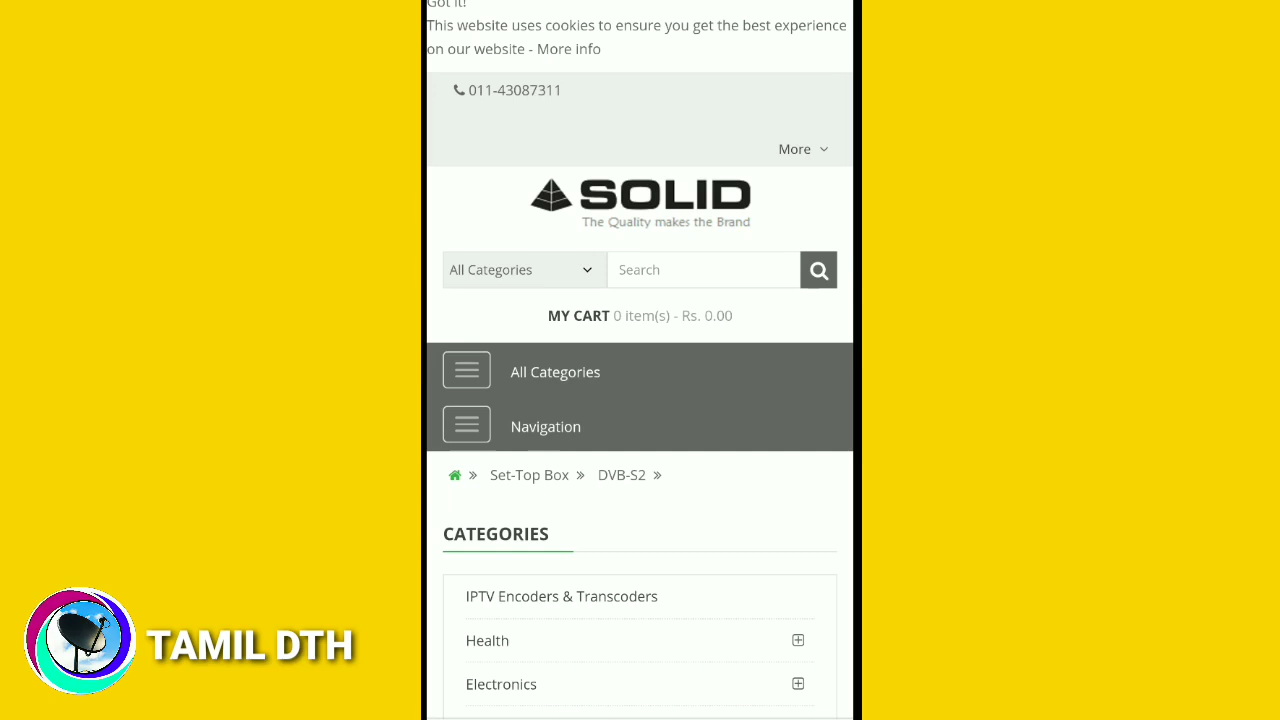 Got it!
This website uses cookies to ensure you get the best experience
on our website - More info
011-43087311
More
SOLID
The Quality makes the Brand
All Categories
Search
MY CART 0 item(s) - Rs. 0.00
All Categories
Navigation
Set-Top Box » DVB-S2 »
CATEGORIES
IPTV Encoders & Transcoders
Health
Electronics
TAMIL DTH